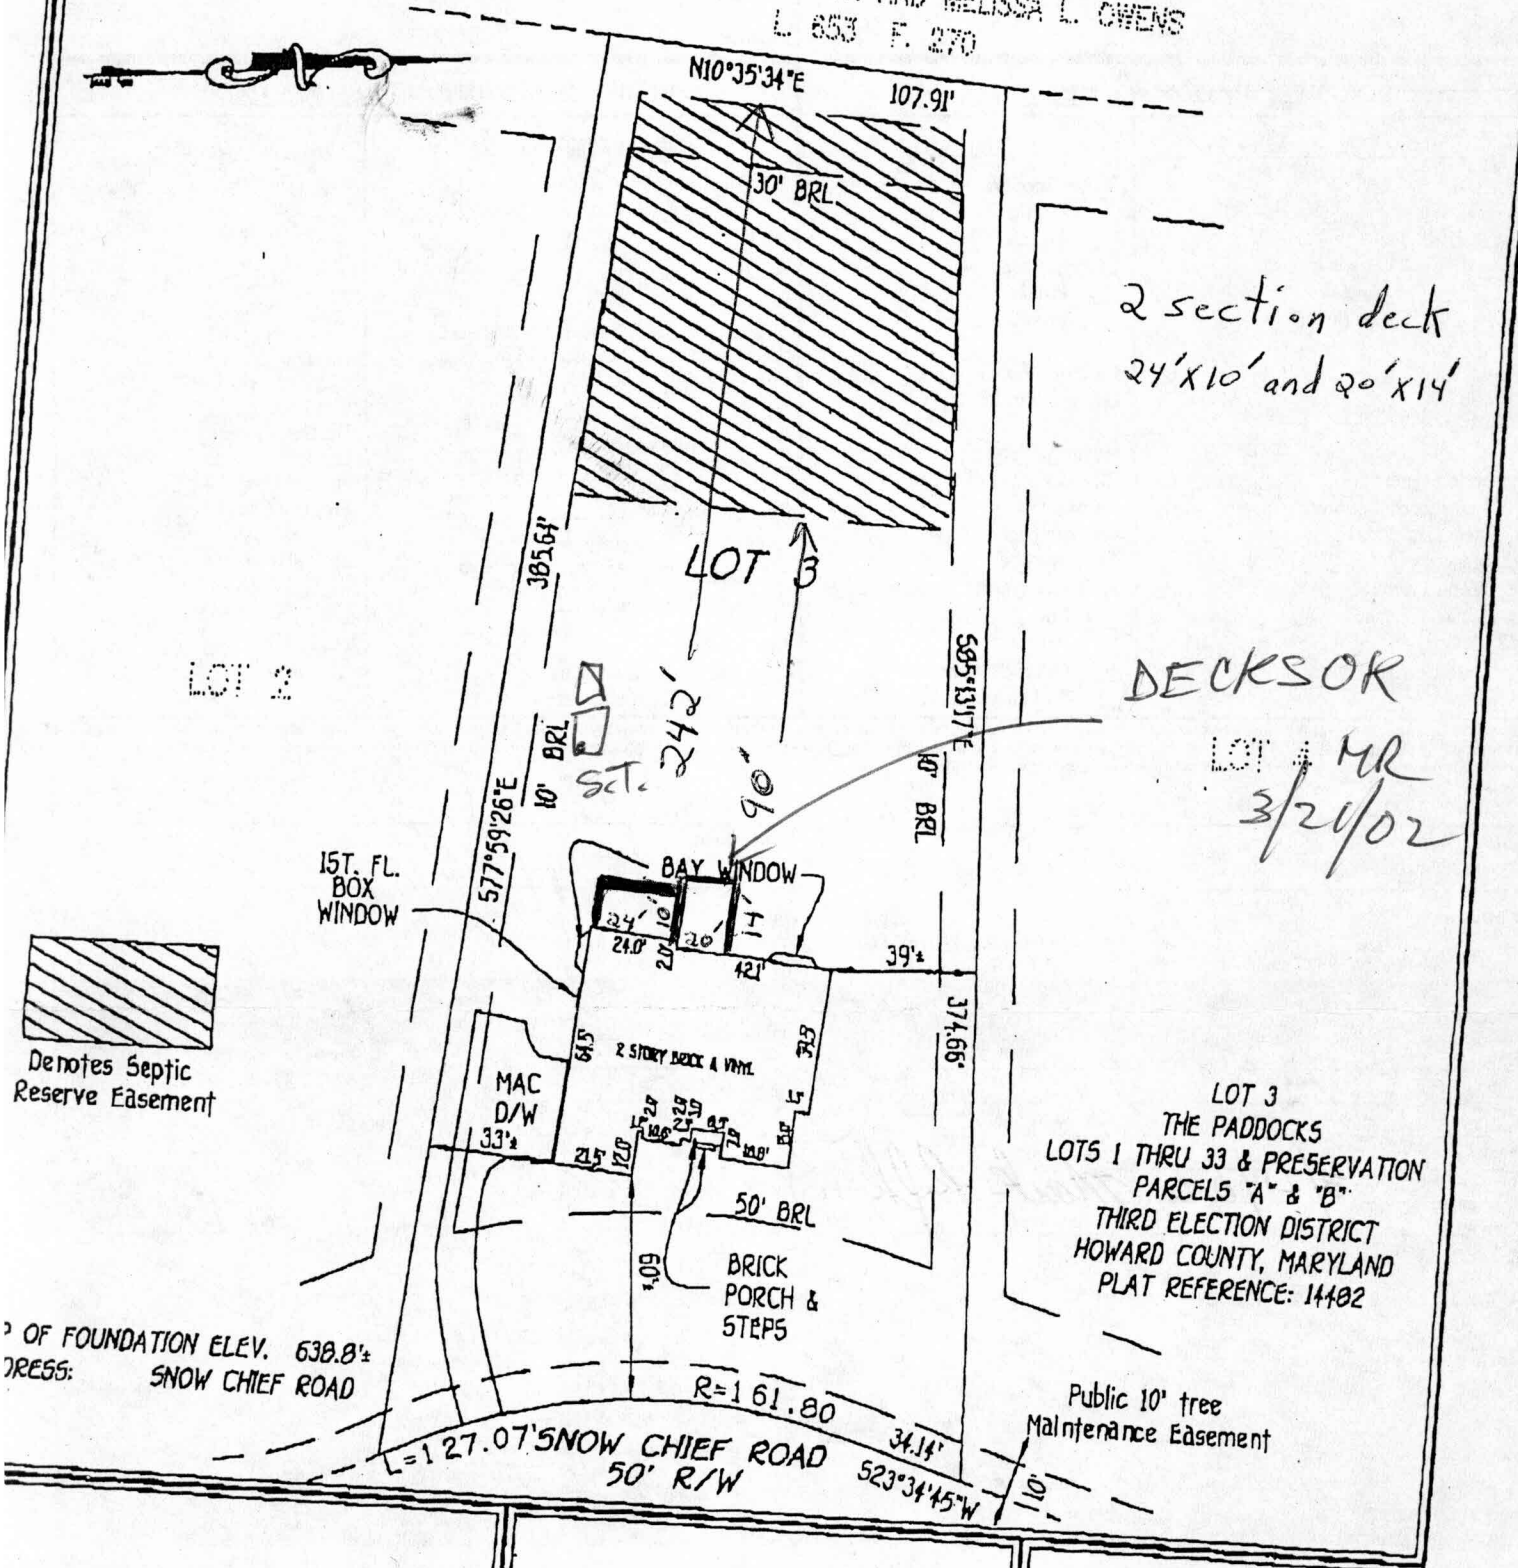 MELISSA L. OWENS
L. 653 F. 270
N10°35'34"E
107.91'
30' BRL
2 section deck
24'X10' and 20'X14'
LOT 3
385.64'
S85°13'17"E
LOT 2
242'
90'
10' BRL
S.T.
S77°59'26"E
10' BRL
DECKS OK
LOT 4 MR
3/21/02
1ST. FL.
BOX
WINDOW
BAY WINDOW
24' 10'
20' 14'
24.0'
2.0'
42.1'
39'±
374.66'
Denotes Septic
Reserve Easement
2 STORY BRICK & VINYL
MAC
D/W
33'±
21.5'
12.0'
50' BRL
60'±
BRICK
PORCH &
STEPS
LOT 3
THE PADDOCKS
LOTS 1 THRU 33 & PRESERVATION
PARCELS "A" & "B"
THIRD ELECTION DISTRICT
HOWARD COUNTY, MARYLAND
PLAT REFERENCE: 14482
OF FOUNDATION ELEV. 638.8'±
DRESS: SNOW CHIEF ROAD
R=161.80
L=127.07'
SNOW CHIEF ROAD
50' R/W
34.14'
S23°34'45"W
Public 10' tree
Maintenance Easement
10'